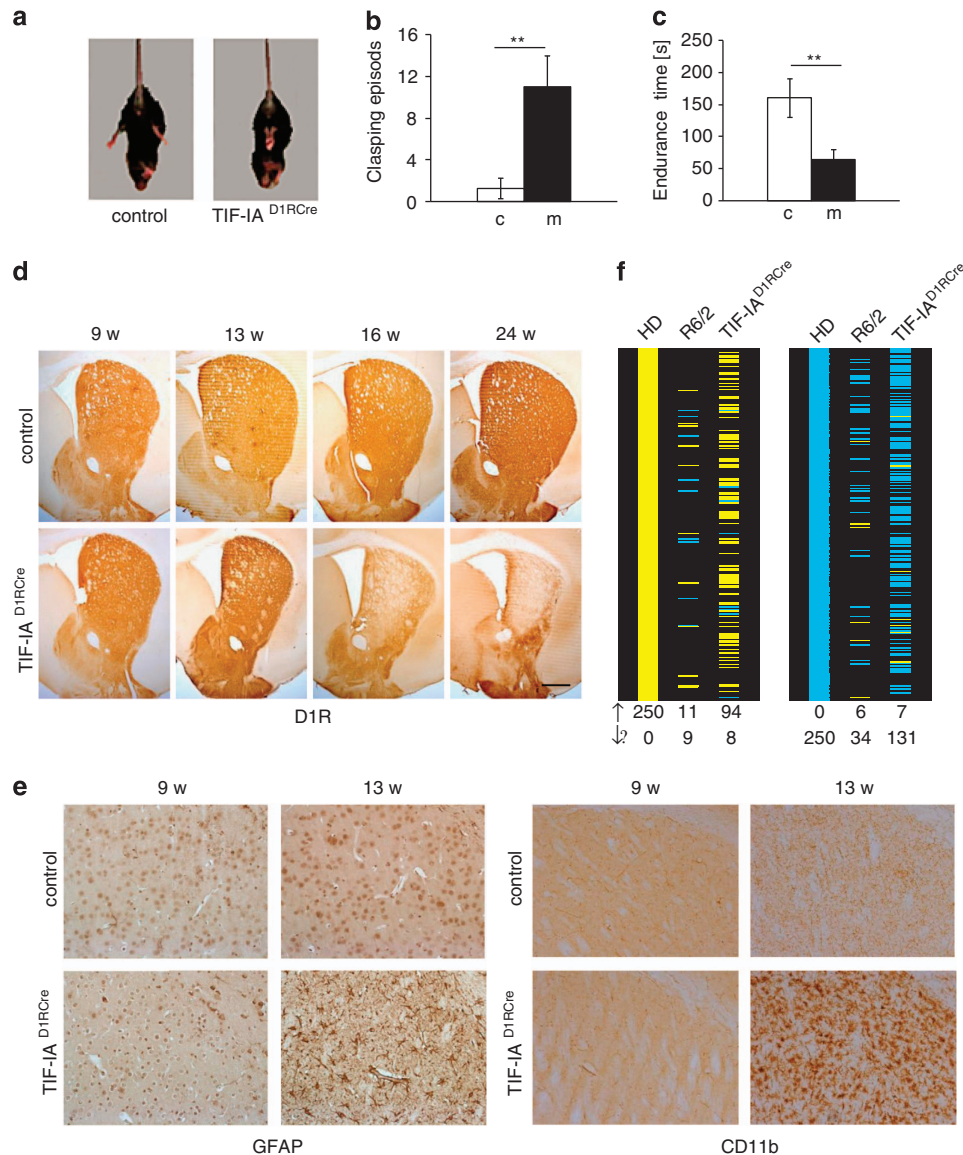 a
control
TIF-IA D1RCre
b
Clasping episods
16
12
8
4
0
**
c
m
c
Endurance time [s]
250
200
150
100
50
0
**
c
m
d
9 w
13 w
16 w
24 w
control
TIF-IA D1RCre
D1R
f
HD
R6/2
TIF-IA D1RCre
HD
R6/2
TIF-IA D1RCre
↑ 250 11 94
↓? 0 9 8
0 6 7
250 34 131
e
9 w
13 w
control
TIF-IA D1RCre
GFAP
9 w
13 w
control
TIF-IA D1RCre
CD11b